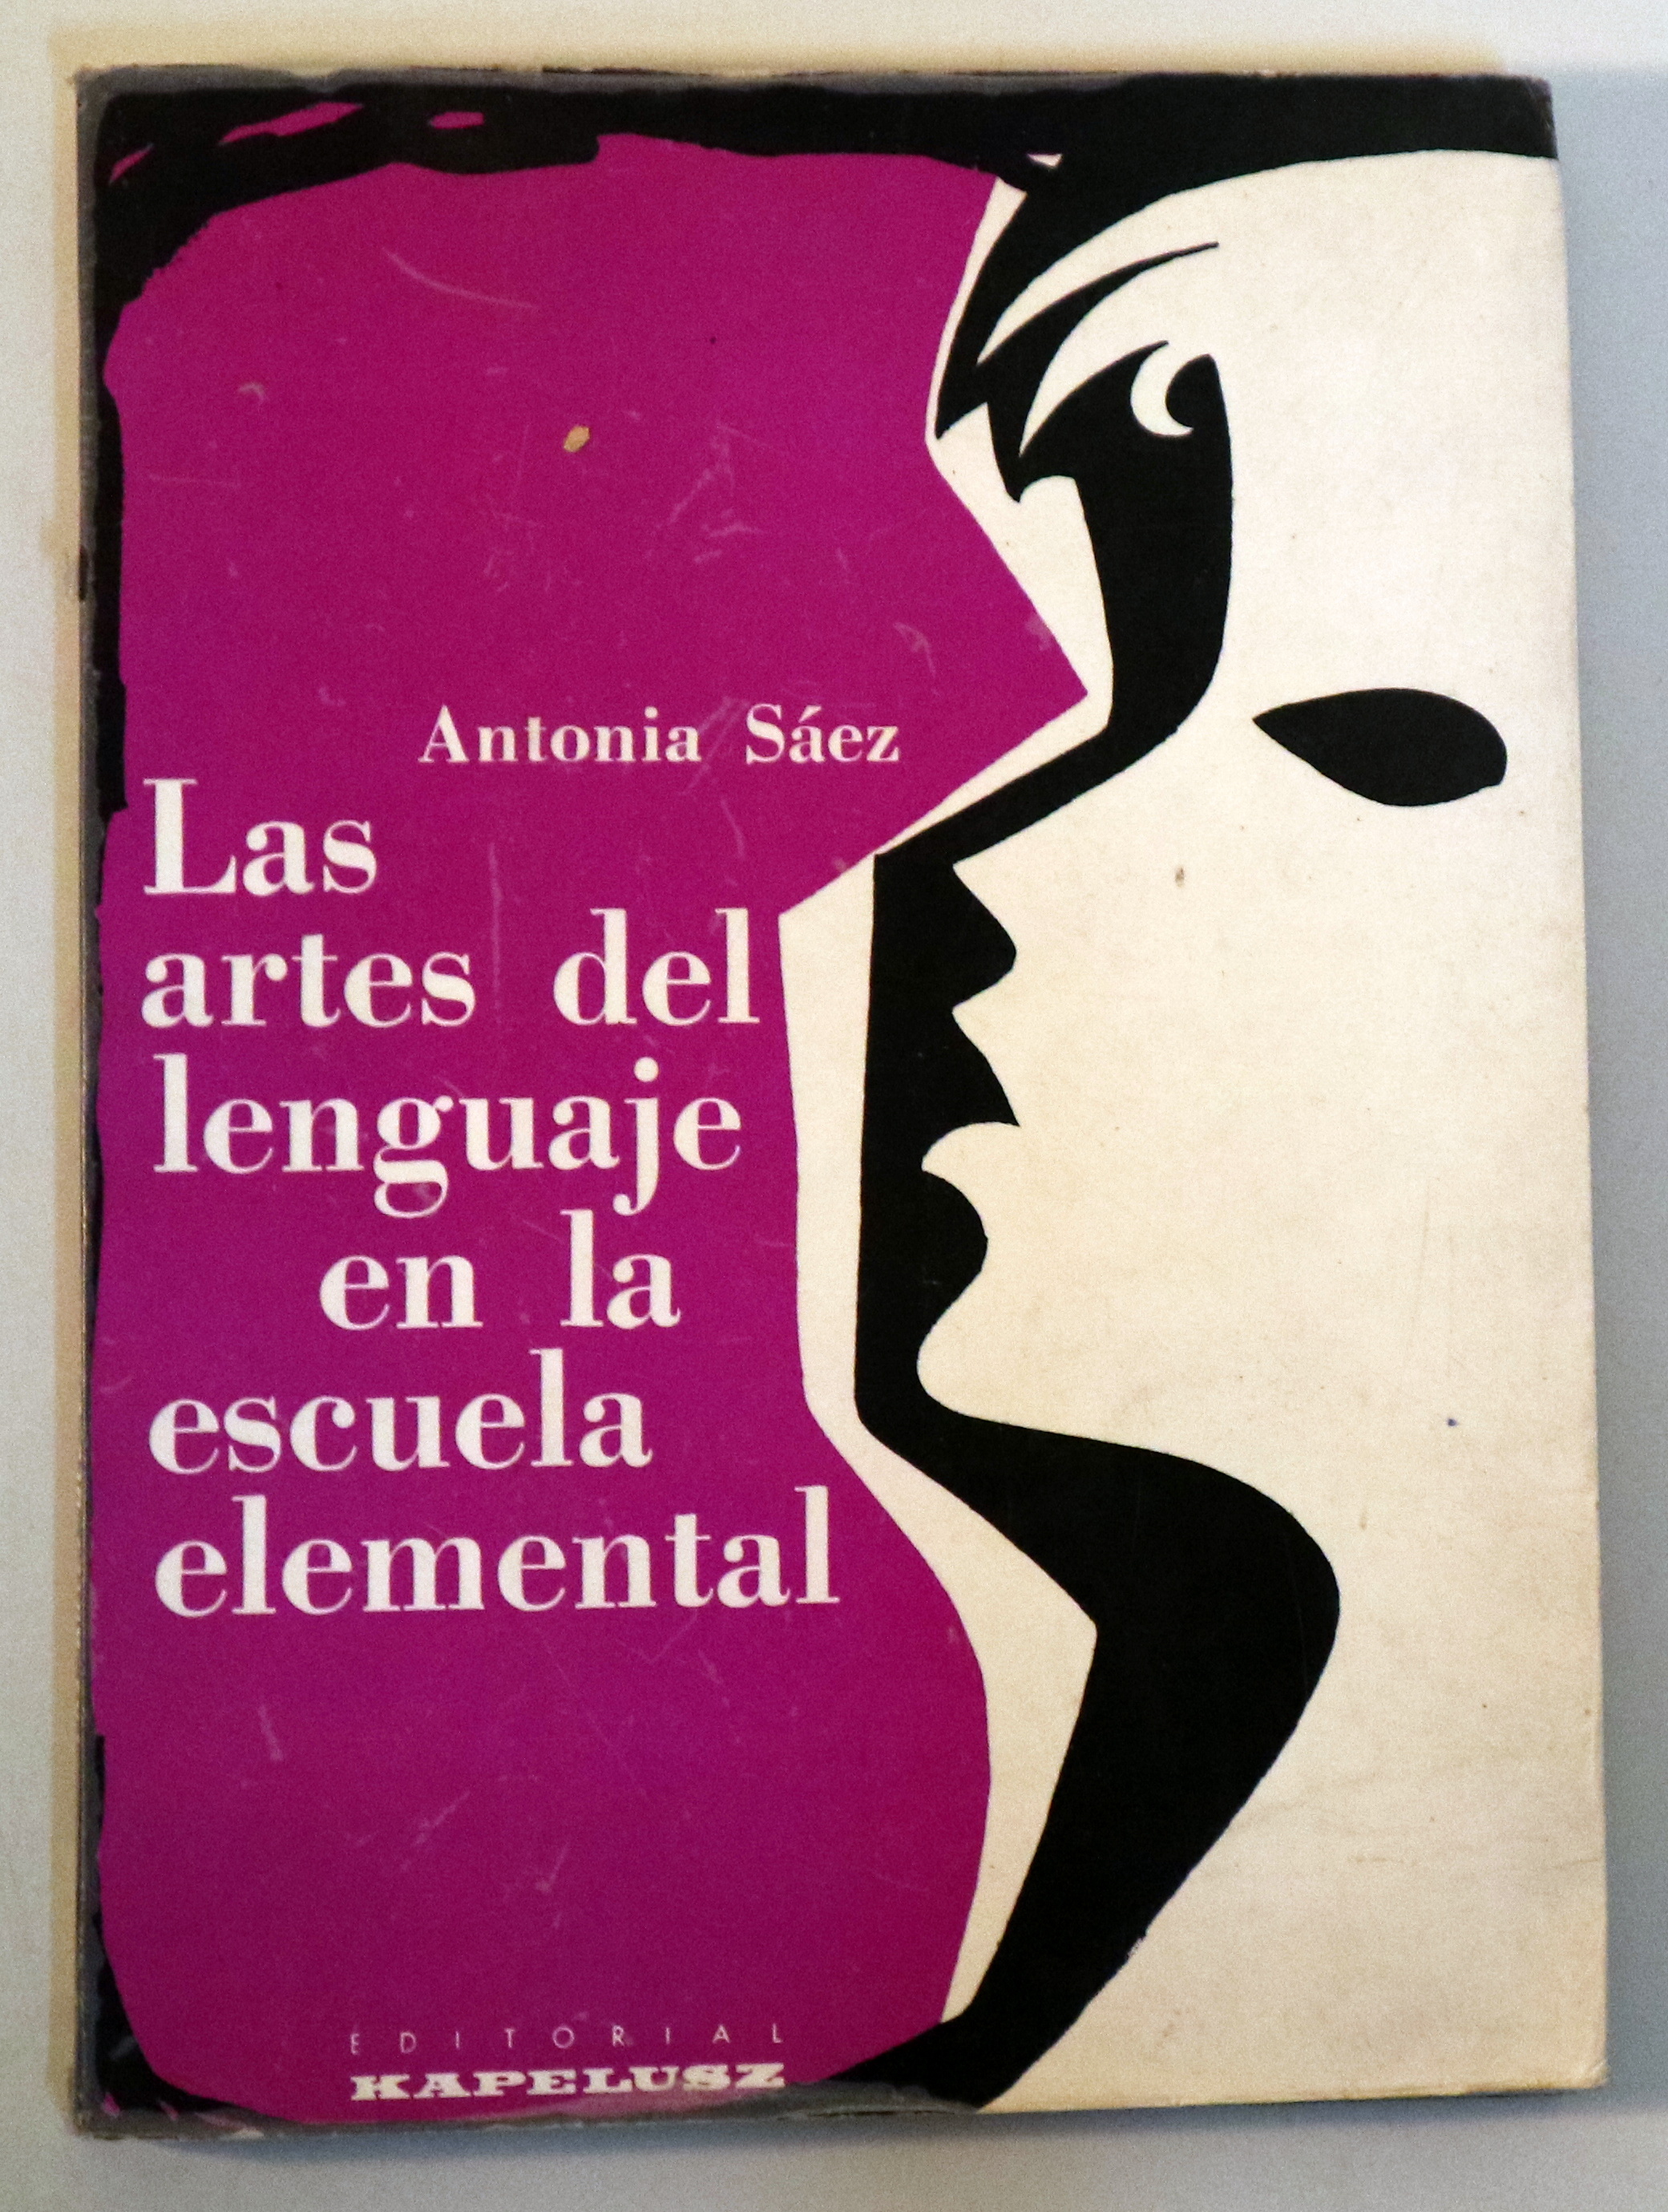 Antonia Sáez
Las
artes del
lenguaje
en la
escuela
elemental
EDITORIAL
KAPELUSZ